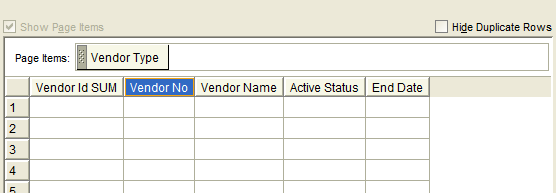 Show Page Items Hide Duplicate Rows
Page Items: Vendor Type
Vendor Id SUM Vendor No Vendor Name Active Status End Date
1
2
3
4
5